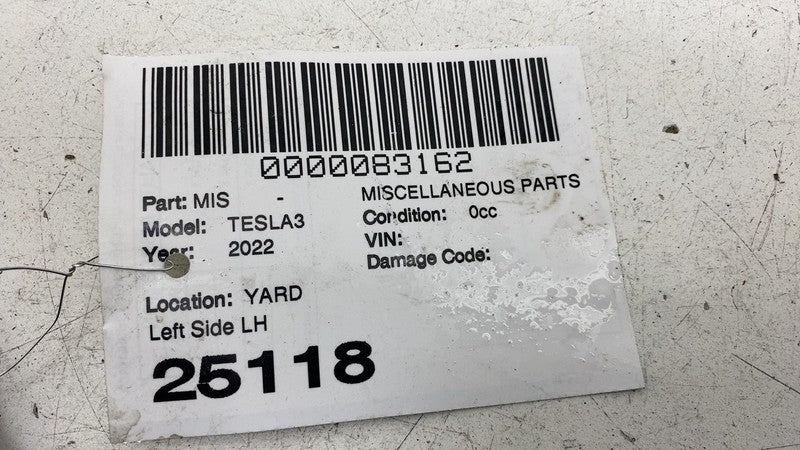 0000083162
Part: MIS - MISCELLANEOUS PARTS
Model: TESLA3 Condition: 0cc
Year: 2022 VIN:
Damage Code:
Location: YARD
Left Side LH
25118